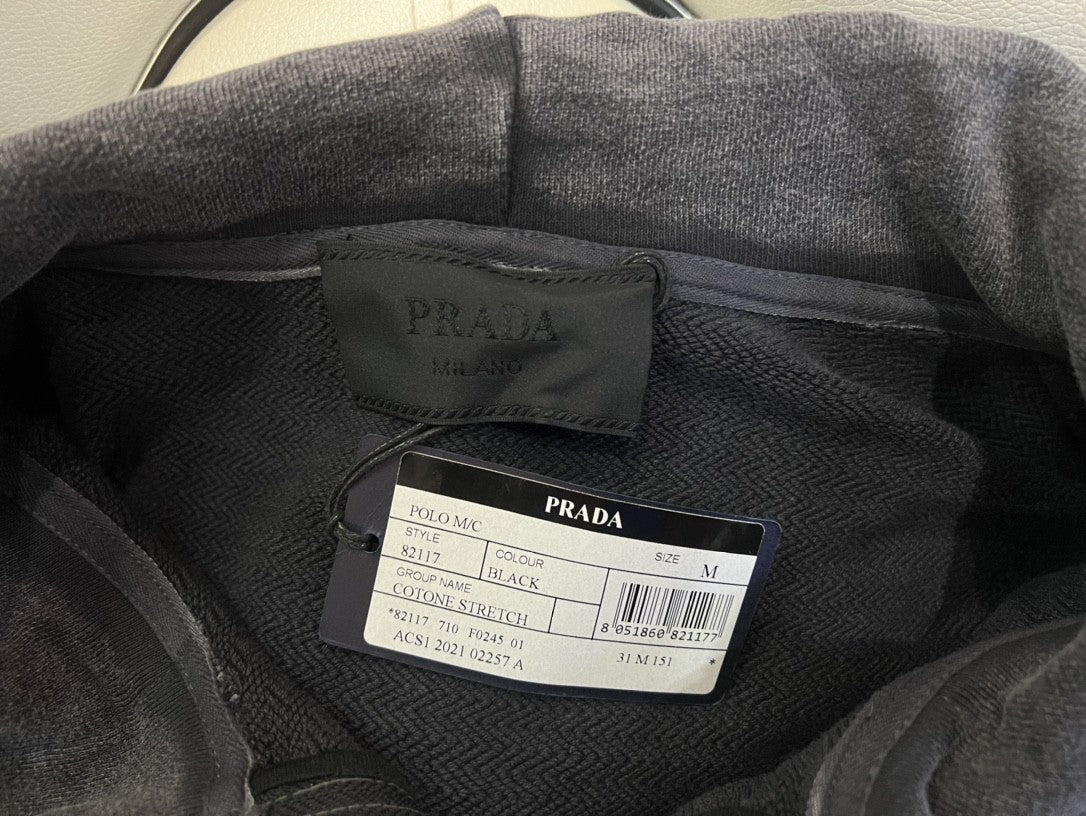 PRADA
MILANO
PRADA
POLO M/C
STYLE
82117
COLOUR
BLACK
SIZE M
GROUP NAME
COTONE STRETCH
8 051860 821177
*82117 710 F0245 01
ACS1 2021 02257 A
31 M 151 *